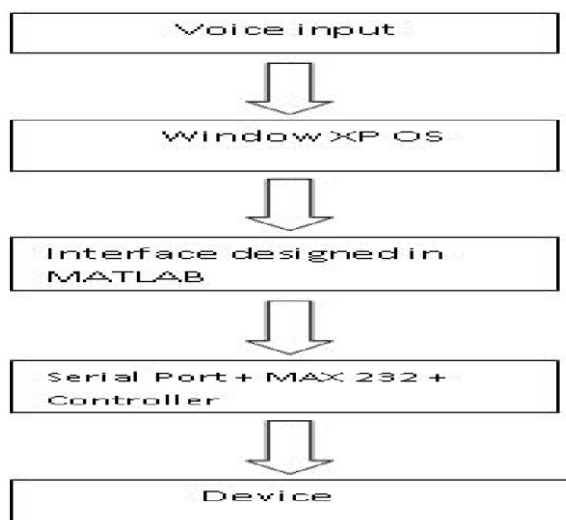 Voice input
Window XP OS
Interface designed in
MATLAB
Serial Port + MAX 232 +
Controller
Device